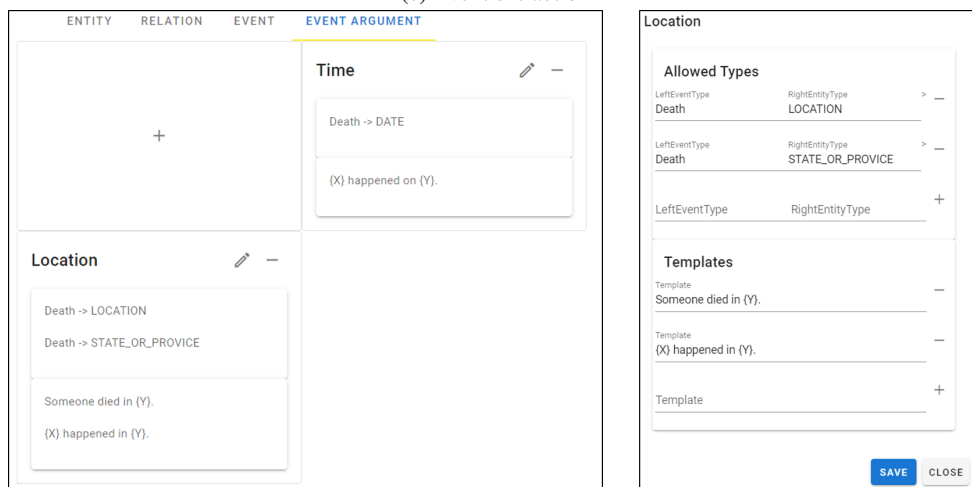 ENTITY RELATION EVENT EVENT ARGUMENT
+
Time
Death -> DATE
{X} happened on {Y}.
Location
Death -> LOCATION
Death -> STATE_OR_PROVICE
Someone died in {Y}.
{X} happened in {Y}.
Location
Allowed Types
LeftEventType RightEntityType >
Death LOCATION
LeftEventType RightEntityType >
Death STATE_OR_PROVICE
LeftEventType RightEntityType
Templates
Template
Someone died in {Y}.
Template
{X} happened in {Y}.
Template
SAVE CLOSE